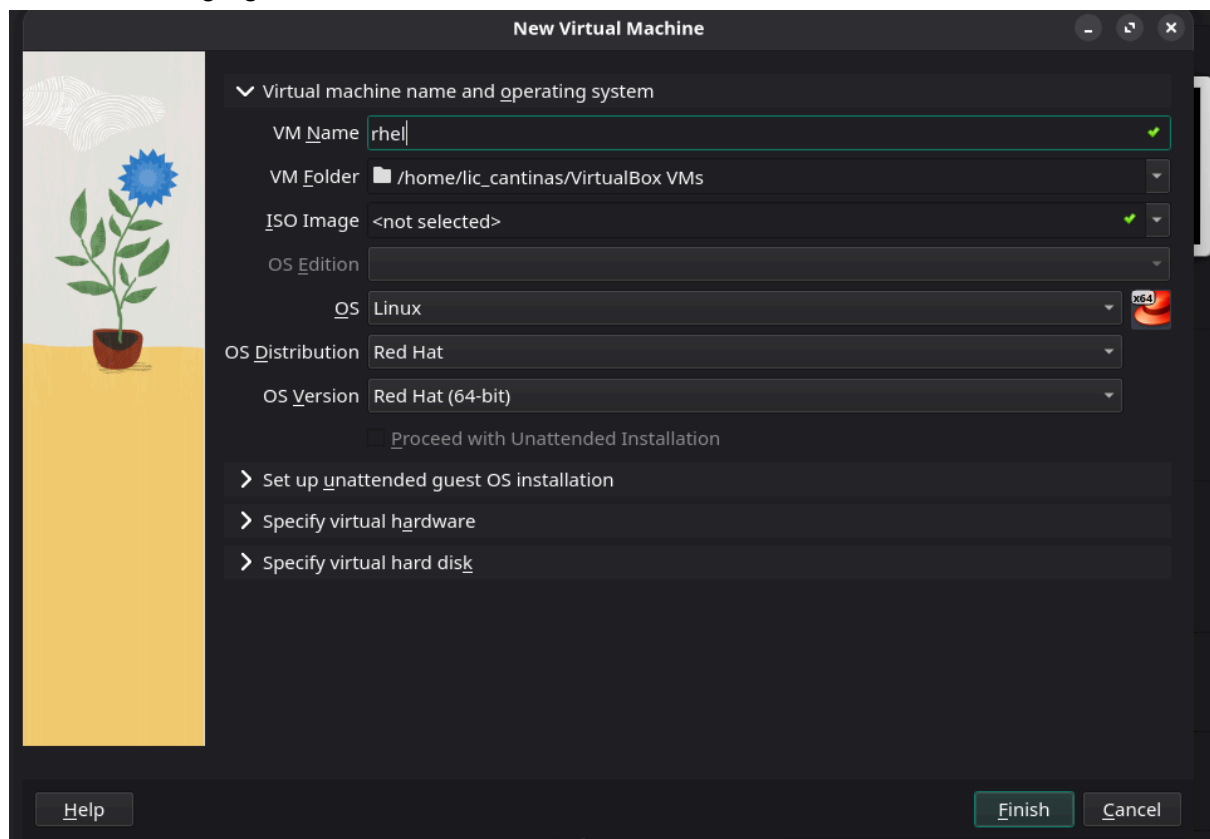 New Virtual Machine
Virtual machine name and operating system
VM Name rhel
VM Folder /home/lic_cantinas/VirtualBox VMs
ISO Image <not selected>
OS Edition
OS Linux
x64
OS Distribution Red Hat
OS Version Red Hat (64-bit)
Proceed with Unattended Installation
Set up unattended guest OS installation
Specify virtual hardware
Specify virtual hard disk
Help Finish Cancel